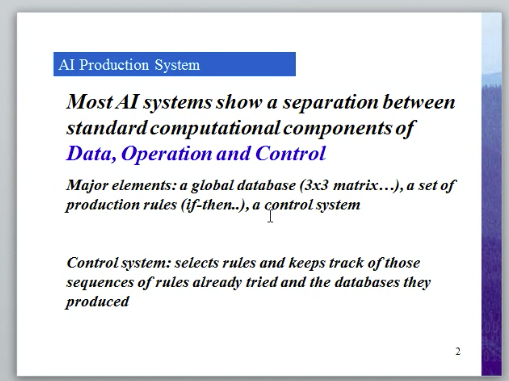 AI Production System
Most AI systems show a separation between
standard computational components of
Data, Operation and Control
Major elements: a global database (3x3 matrix…), a set of
production rules (if-then..), a control system
Control system: selects rules and keeps track of those
sequences of rules already tried and the databases they
produced
2